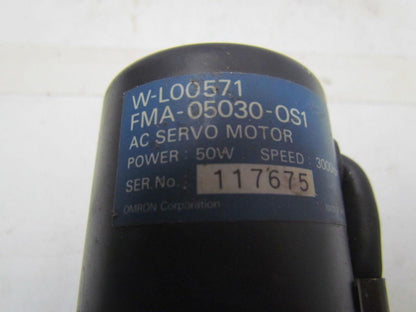 W-L00571
FMA-05030-0S1
AC SERVO MOTOR
POWER : 50W SPEED : 3000
SER. No. : 117675
OMRON Corporation